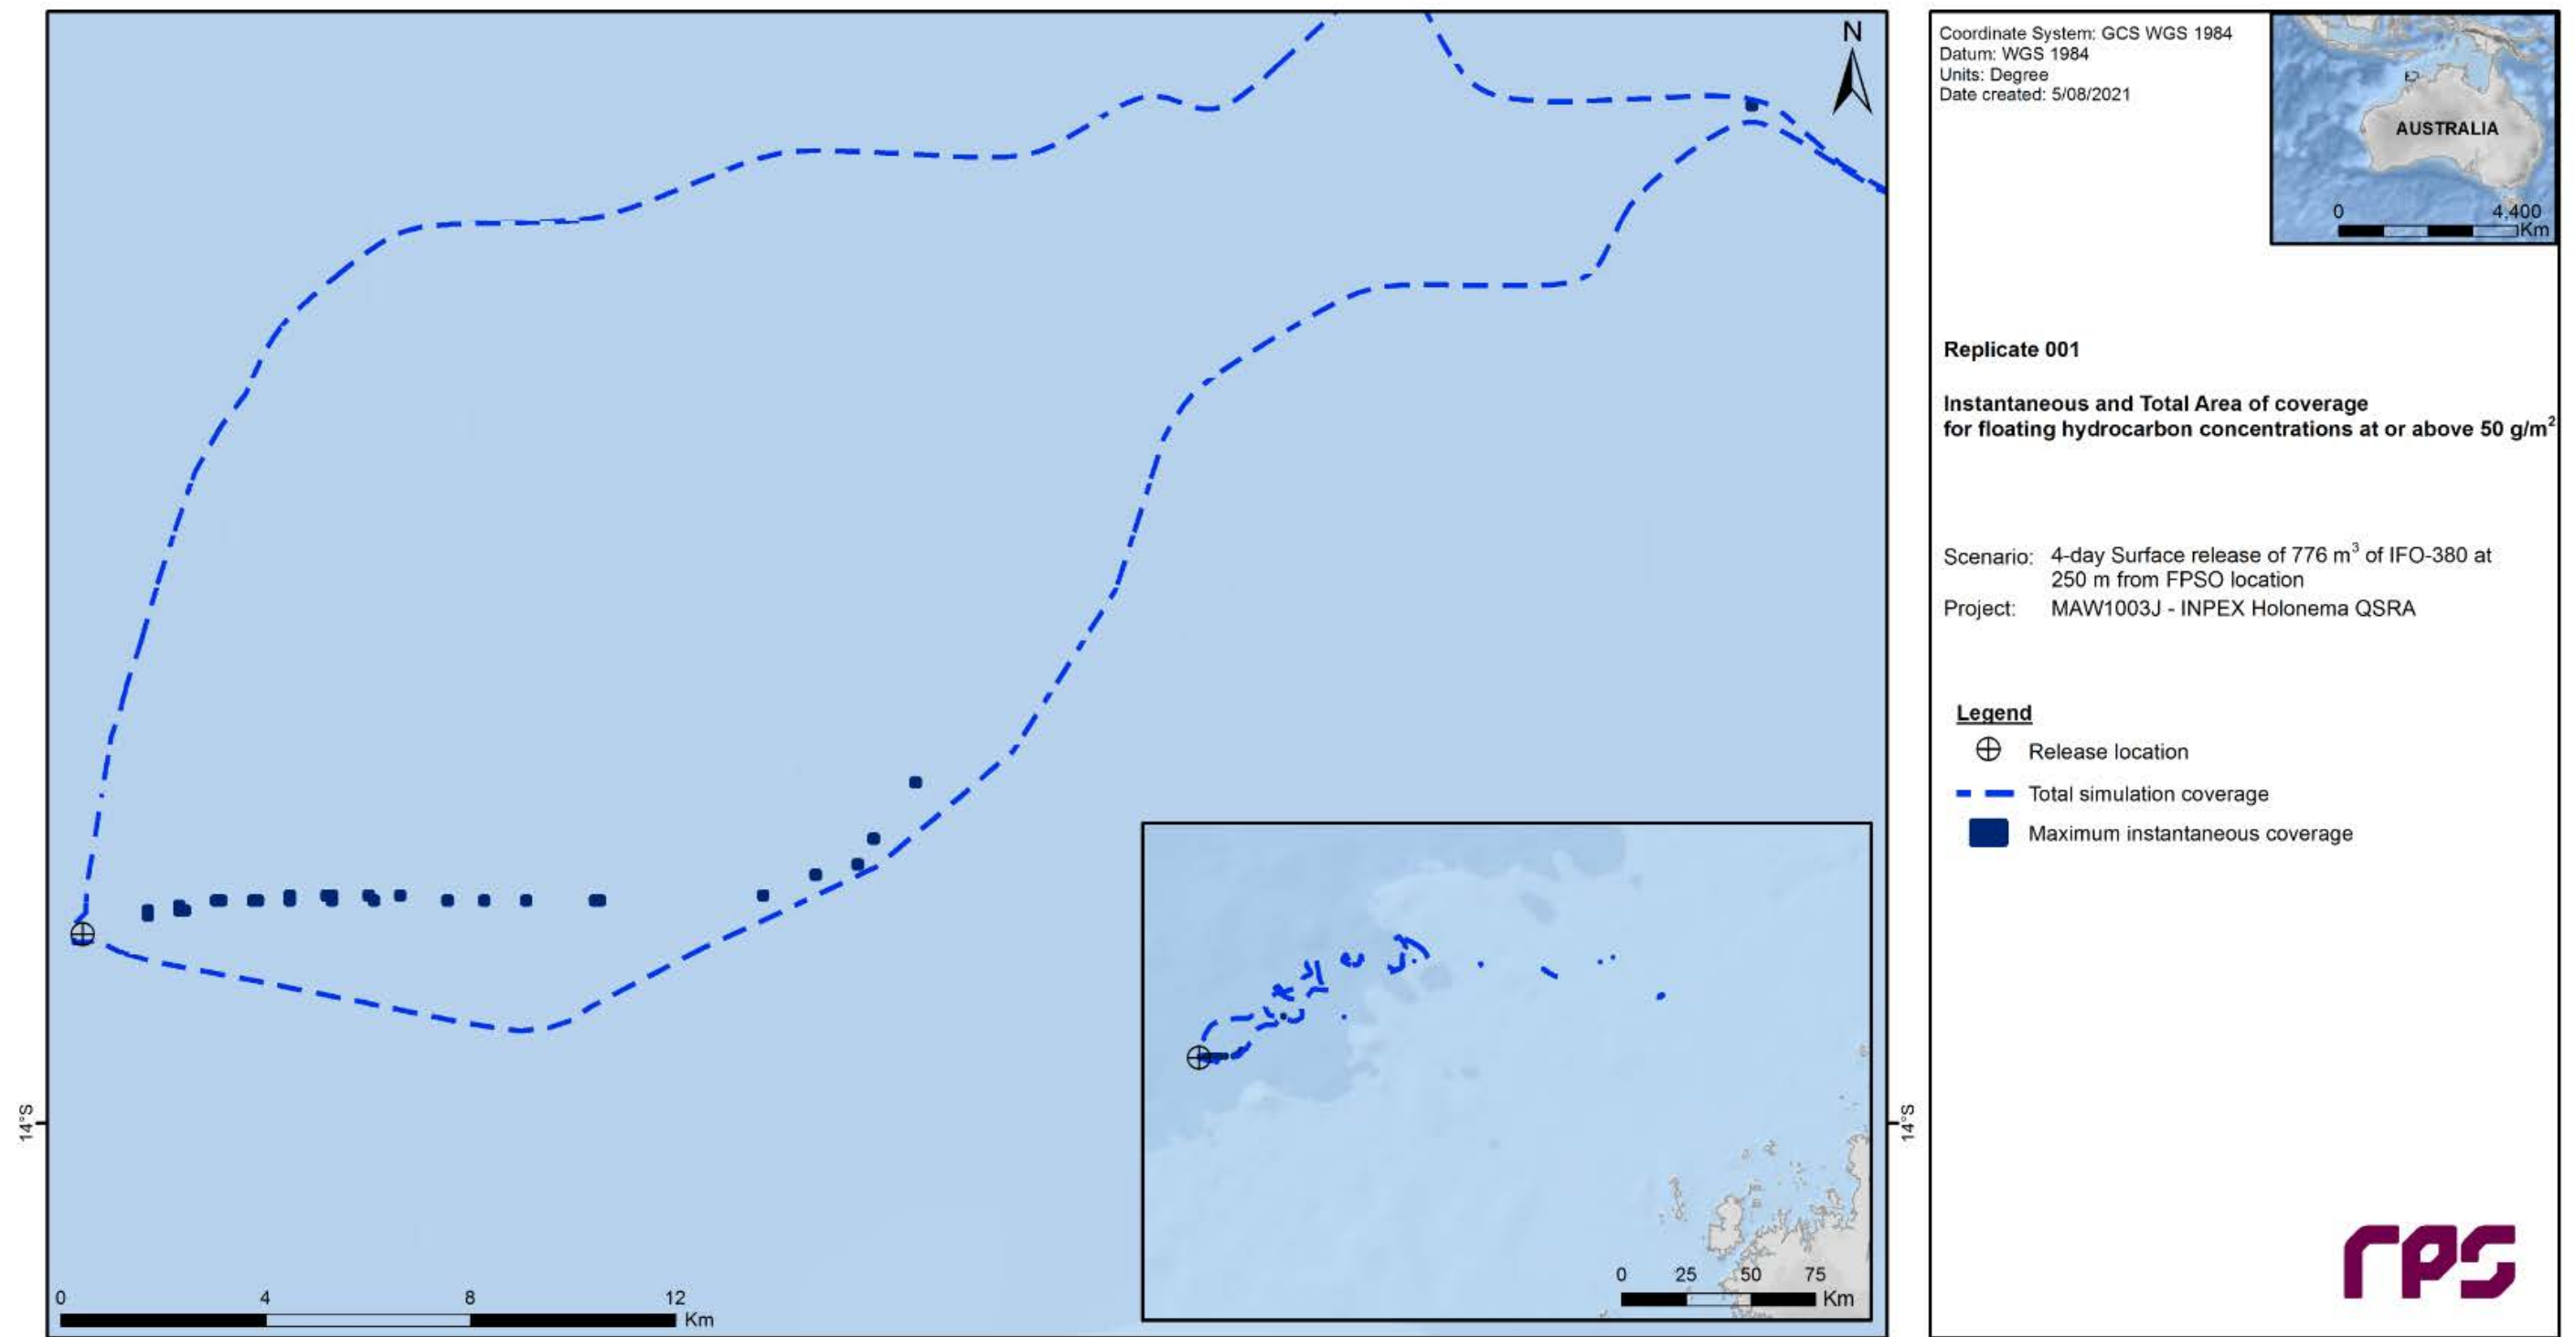 N
14°S
14°S
0 4 8 12
Km
0 25 50 75
Km
Coordinate System: GCS WGS 1984
Datum: WGS 1984
Units: Degree
Date created: 5/08/2021
AUSTRALIA
0 4,400
Km
Replicate 001
Instantaneous and Total Area of coverage
for floating hydrocarbon concentrations at or above 50 g/m²
Scenario: 4-day Surface release of 776 m³ of IFO-380 at
250 m from FPSO location
Project: MAW1003J - INPEX Holonema QSRA
Legend
Release location
Total simulation coverage
Maximum instantaneous coverage
rps